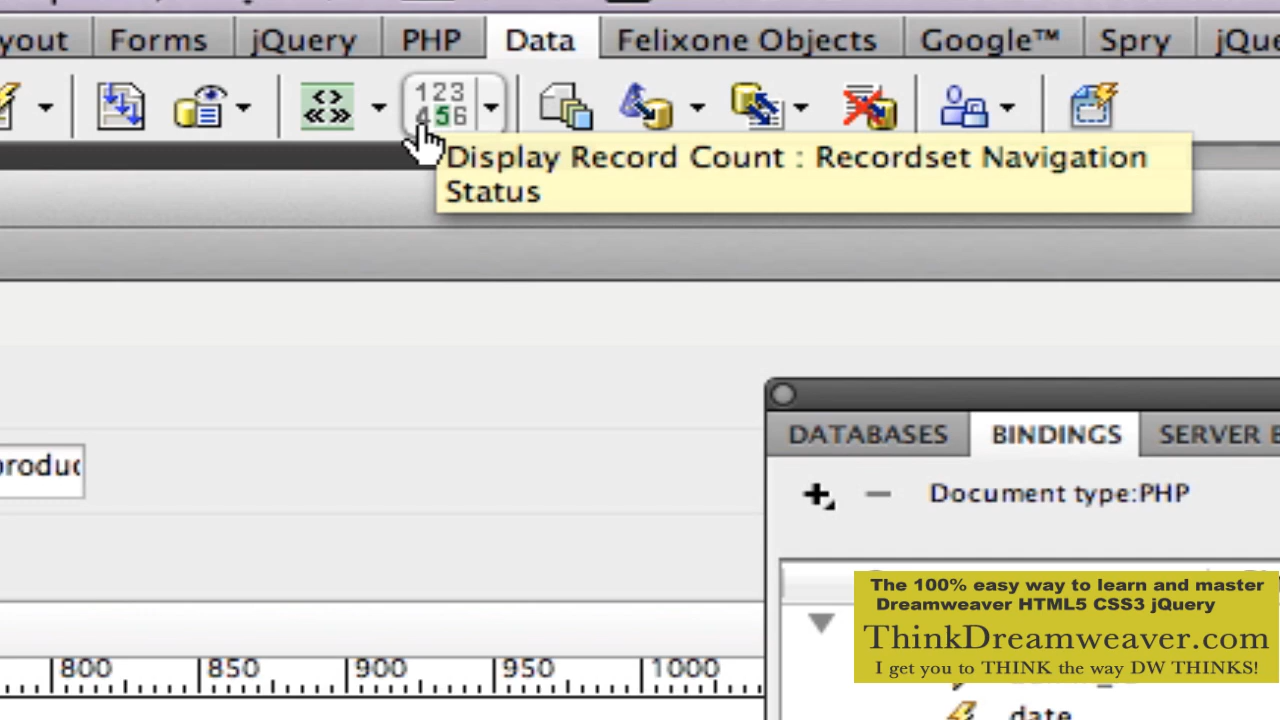 yout Forms jQuery PHP Data Felixone Objects Google™ Spry jQue
123
456
Display Record Count : Recordset Navigation
Status
DATABASES BINDINGS SERVER B
produc
Document type:PHP
The 100% easy way to learn and master
Dreamweaver HTML5 CSS3 jQuery
ThinkDreamweaver.com
I get you to THINK the way DW THINKS!
800 850 900 950 1000
date